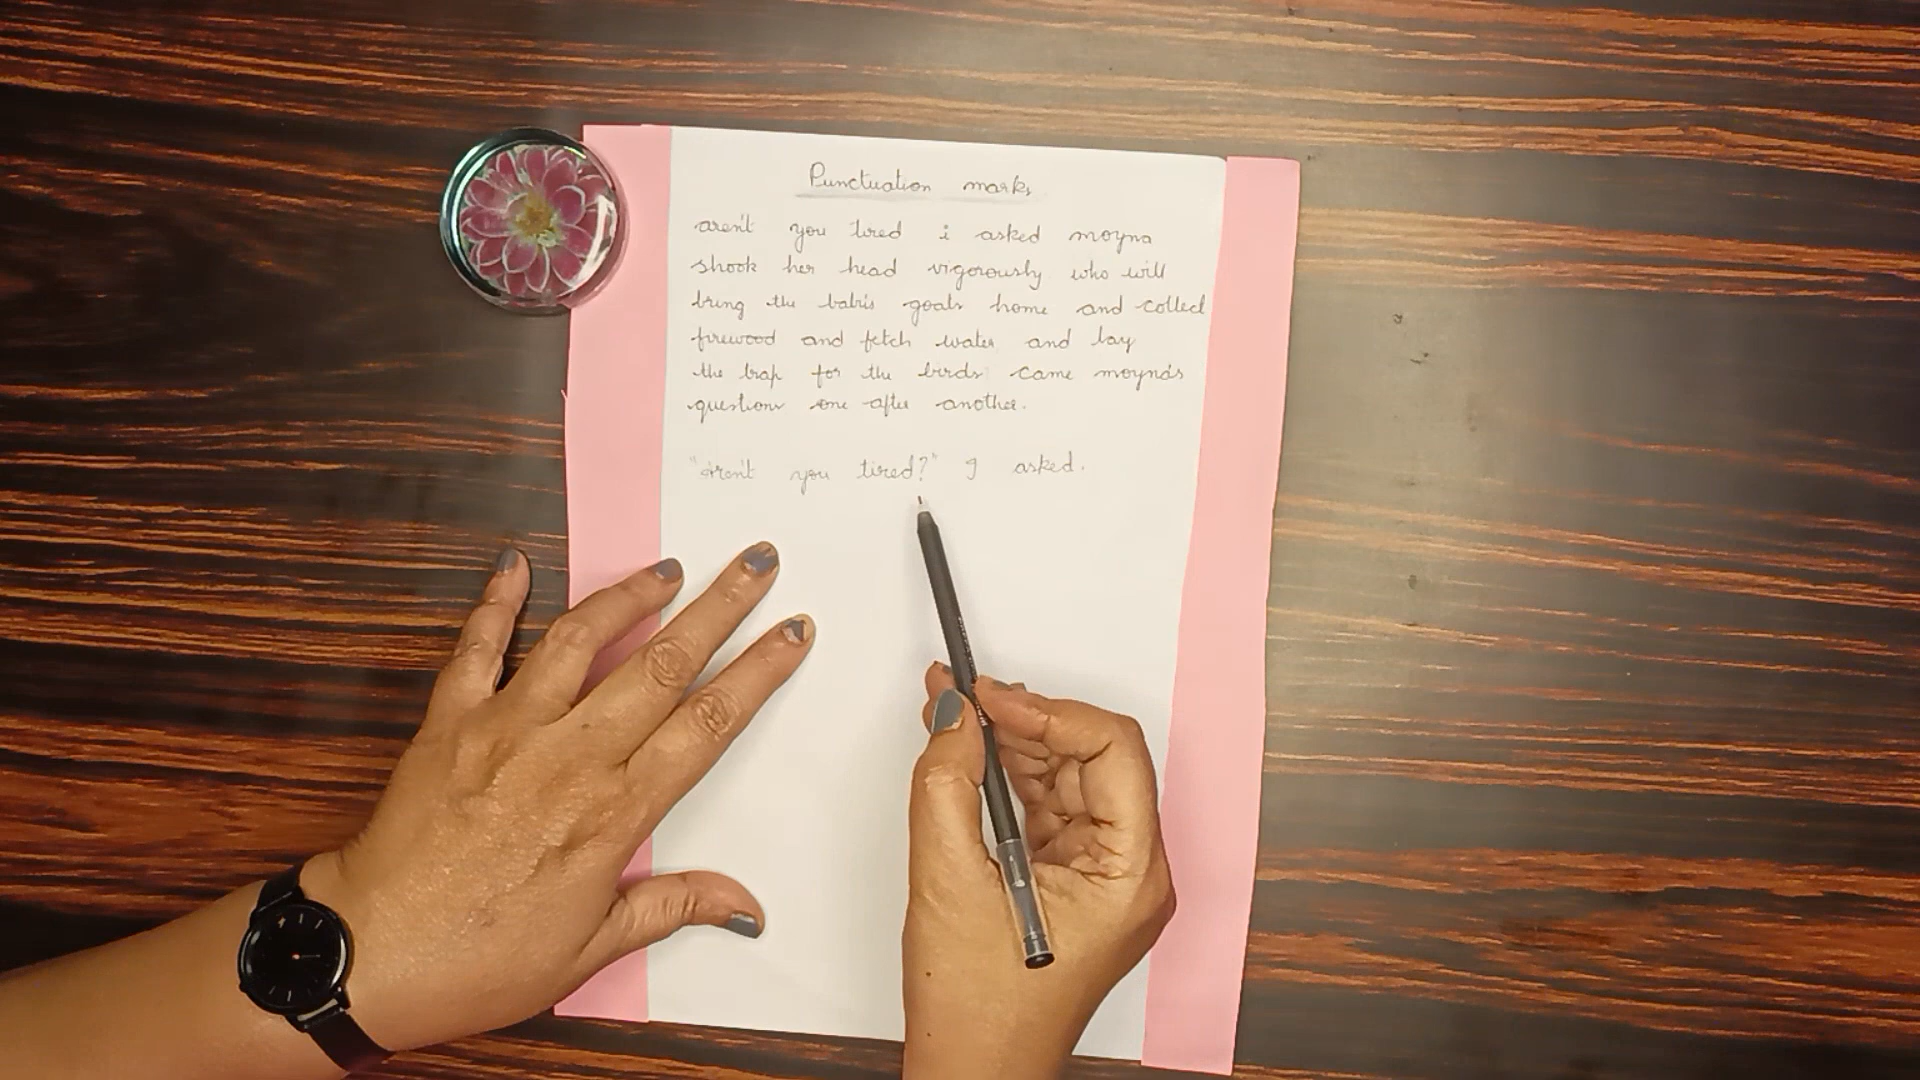 Punctuation marks
aren't you tired i asked moyna
shook her head vigorously who will
bring the babu's goats home and collect
firewood and fetch water and lay
the trap for the birds came moyna's
questions one after another.
"Aren't you tired?" I asked.